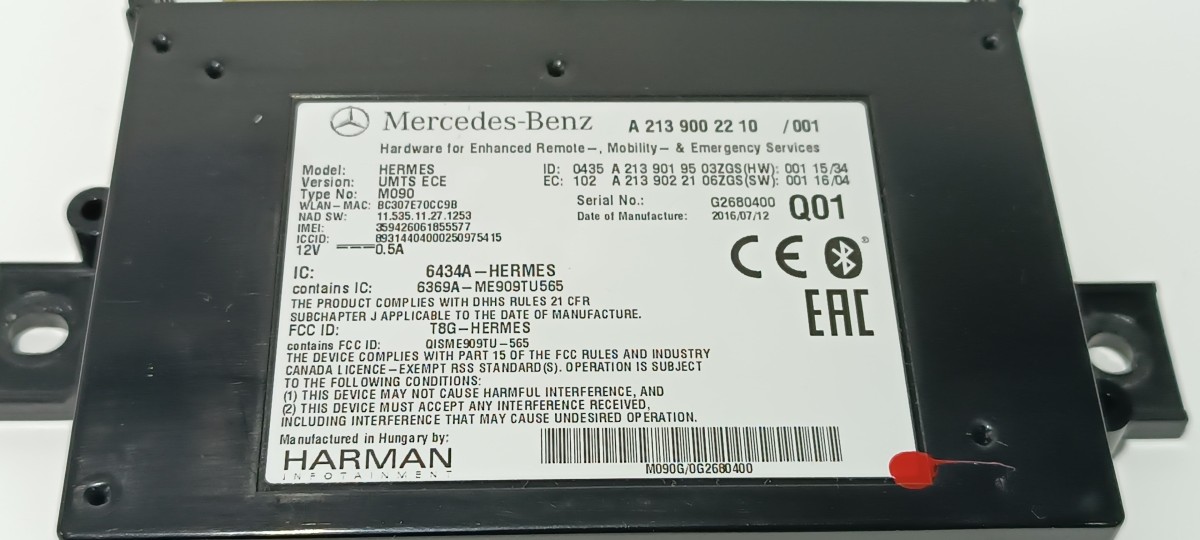 Mercedes-Benz A 213 900 22 10 /001
Hardware for Enhanced Remote-, Mobility- & Emergency Services
Model: HERMES ID: 0435 A 213 901 95 03ZGS(HW): 001 15/34
Version: UMTS ECE EC: 102 A 213 902 21 06ZGS(SW): 001 16/04
Type No: M090 Serial No.: G2680400 Q01
WLAN-MAC: BC307E70CC9B Date of Manufacture: 2016/07/12
NAD SW: 11.535.11.27.1253
IMEI: 359426061855577
ICCID: 89314404000250975415
12V 0.5A
CE
EAC
IC: 6434A-HERMES
contains IC: 6369A-ME909TU565
THE PRODUCT COMPLIES WITH DHHS RULES 21 CFR
SUBCHAPTER J APPLICABLE TO THE DATE OF MANUFACTURE.
FCC ID: T8G-HERMES
contains FCC ID: QISME909TU-565
THE DEVICE COMPLIES WITH PART 15 OF THE FCC RULES AND INDUSTRY
CANADA LICENCE-EXEMPT RSS STANDARD(S). OPERATION IS SUBJECT
TO THE FOLLOWING CONDITIONS:
(1) THIS DEVICE MAY NOT CAUSE HARMFUL INTERFERENCE, AND
(2) THIS DEVICE MUST ACCEPT ANY INTERFERENCE RECEIVED,
INCLUDING INTERFERENCE THAT MAY CAUSE UNDESIRED OPERATION.
Manufactured in Hungary by:
HARMAN
INFOTAINMENT
M090G/0G2680400